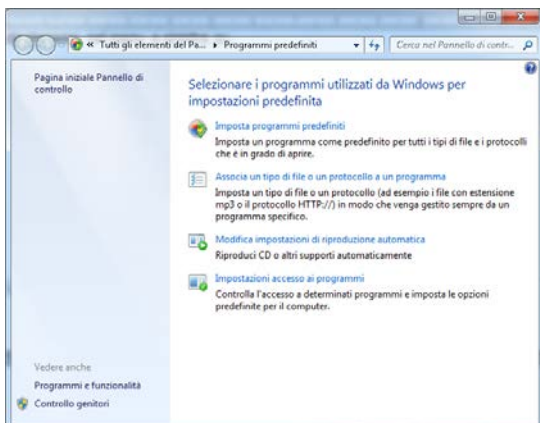 « Tutti gli elementi del Pa... ▸ Programmi predefiniti
Cerca nel Pannello di contr...
Pagina iniziale Pannello di
controllo
Selezionare i programmi utilizzati da Windows per
impostazioni predefinita
Imposta programmi predefiniti
Imposta un programma come predefinito per tutti i tipi di file e i protocolli
che è in grado di aprire.
Associa un tipo di file o un protocollo a un programma
Imposta un tipo di file o un protocollo (ad esempio i file con estensione
mp3 o il protocollo HTTP://) in modo che venga gestito sempre da un
programma specifico.
Modifica impostazioni di riproduzione automatica
Riproduci CD o altri supporti automaticamente
Impostazioni accesso ai programmi
Controlla l'accesso a determinati programmi e imposta le opzioni
predefinite per il computer.
Vedere anche
Programmi e funzionalità
Controllo genitori